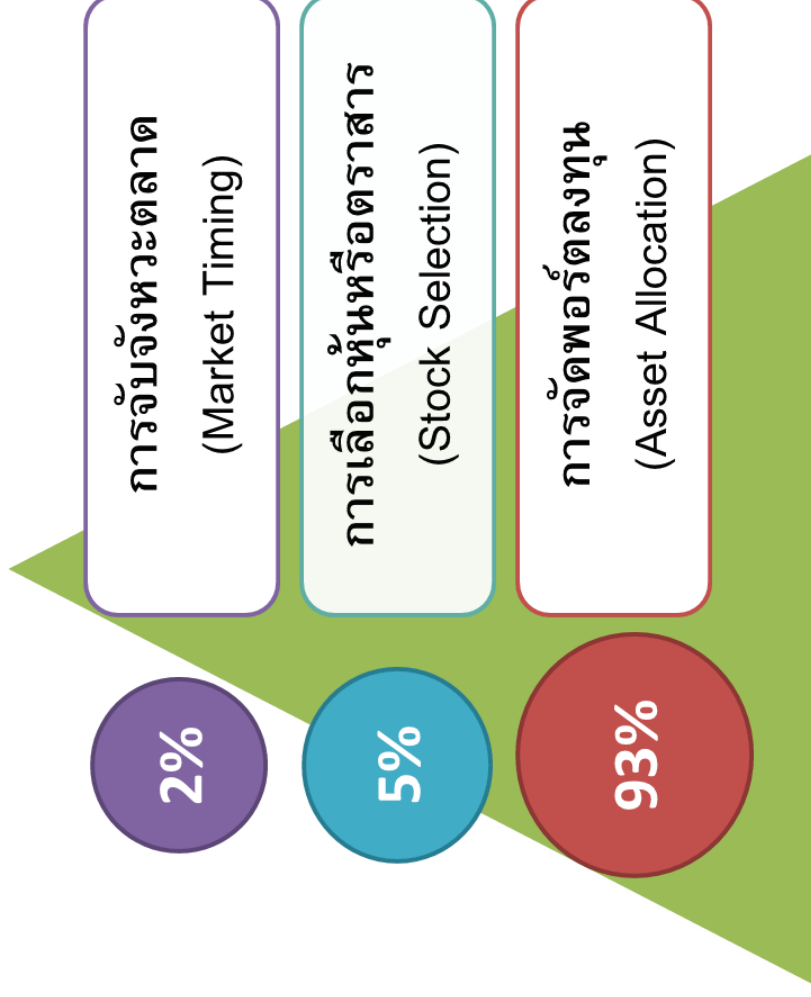 2%
การจับจังหวะตลาด
(Market Timing)
5%
การเลือกหุ้นหรือตราสาร
(Stock Selection)
93%
การจัดพอร์ตลงทุน
(Asset Allocation)